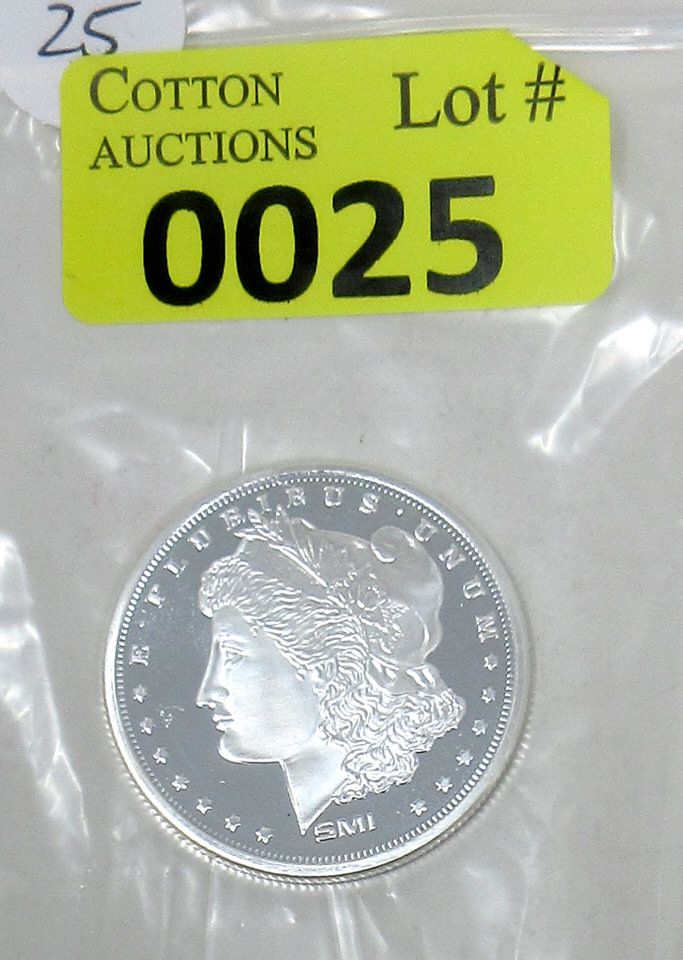 25
COTTON
AUCTIONS
Lot #
0025
E · PLURIBUS · UNUM
SMI